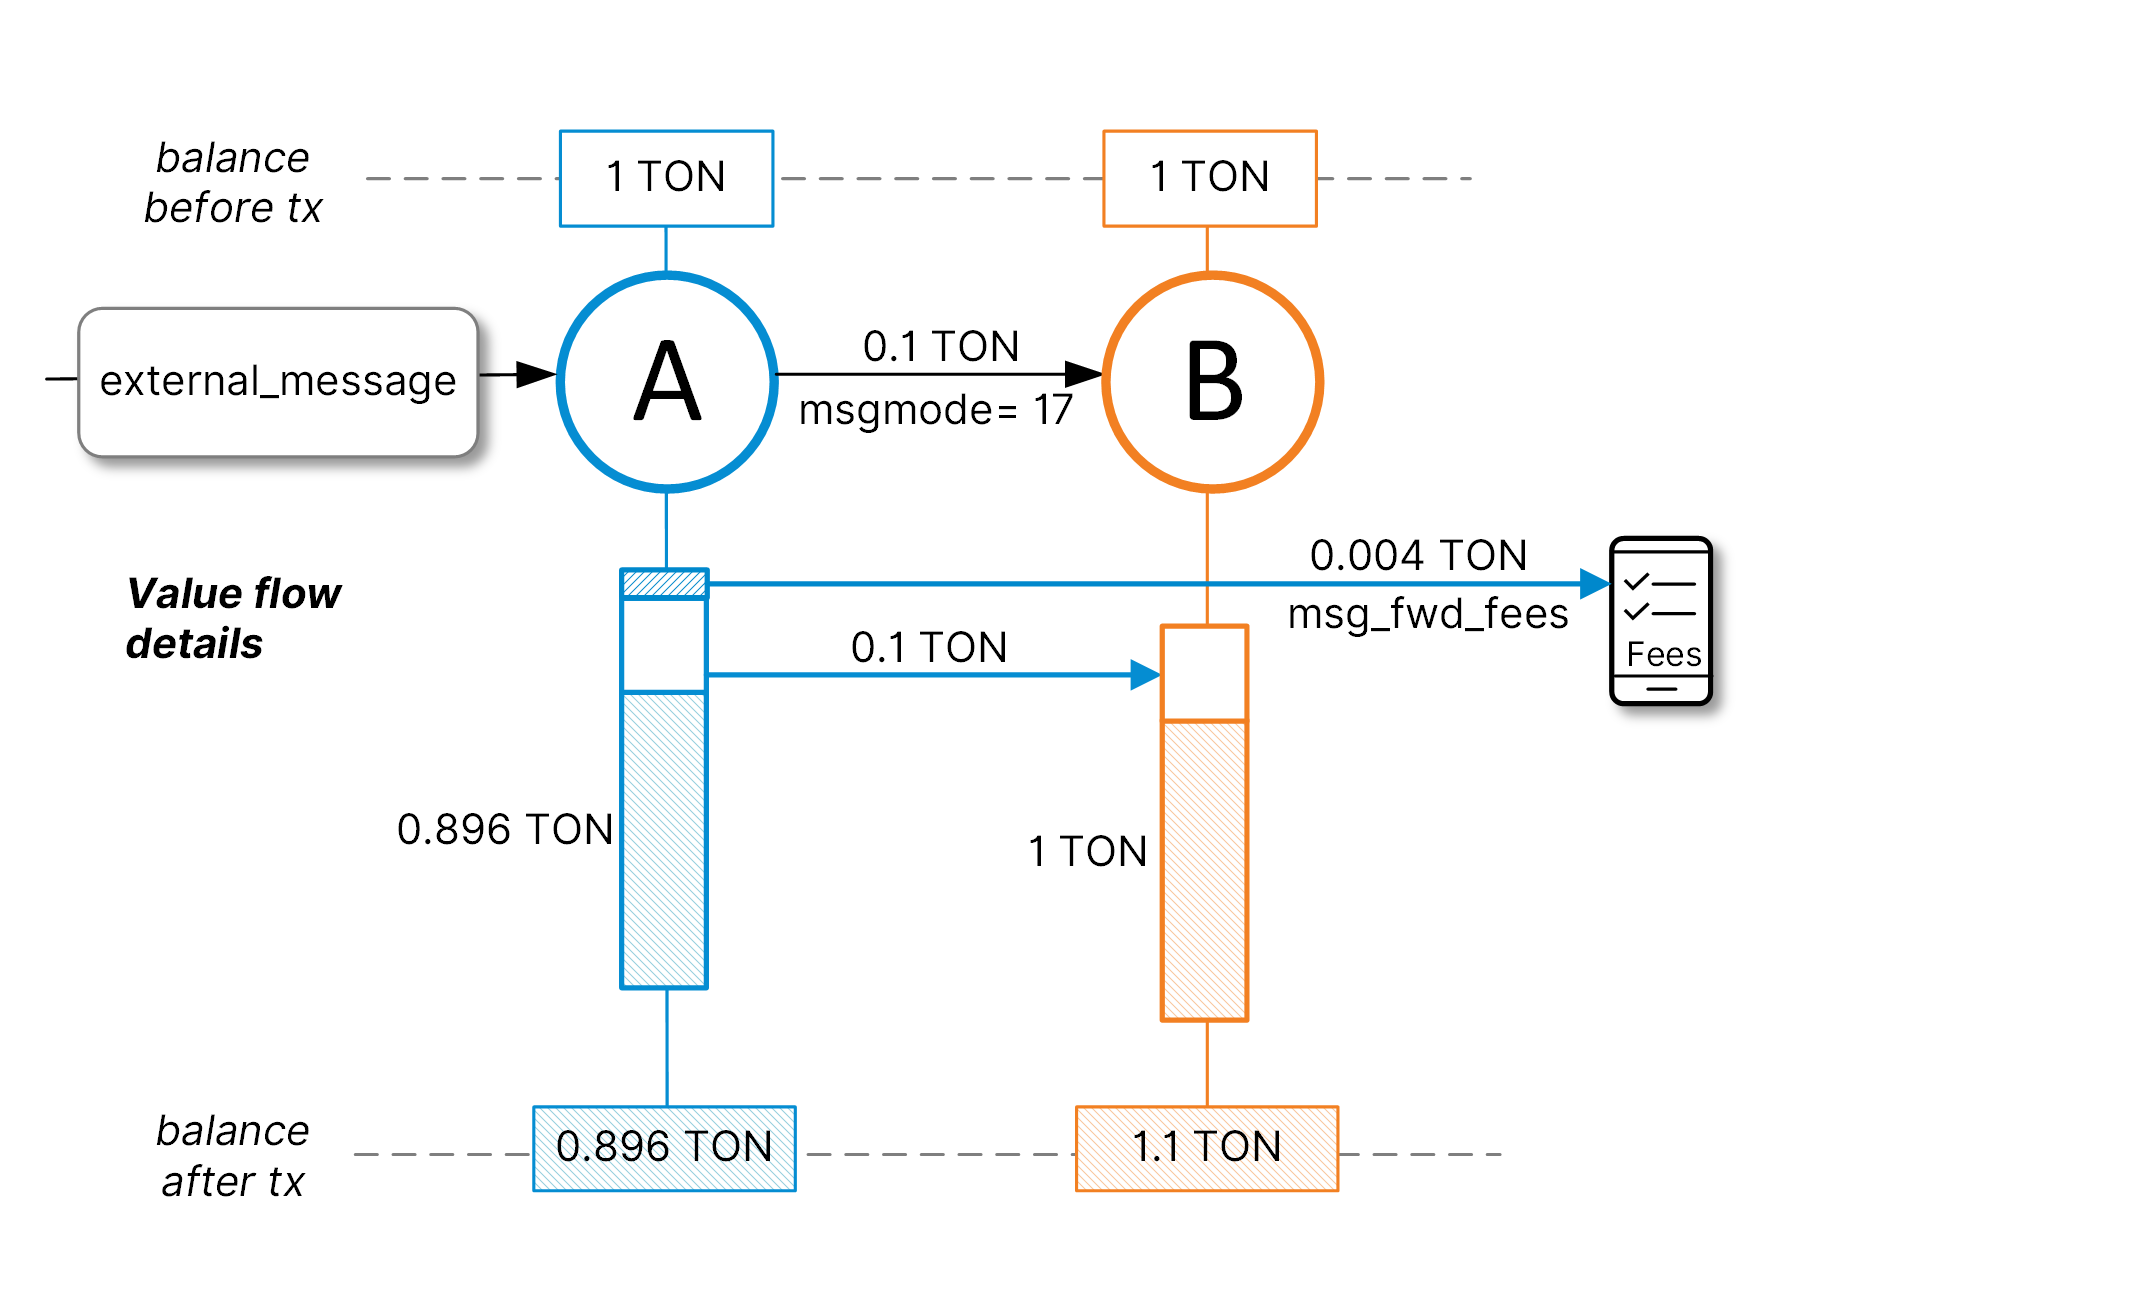 balance
before tx
1 TON
1 TON
external_message
A
0.1 TON
msgmode= 17
B
Value flow
details
0.004 TON
msg_fwd_fees
Fees
0.1 TON
0.896 TON
1 TON
balance
after tx
0.896 TON
1.1 TON